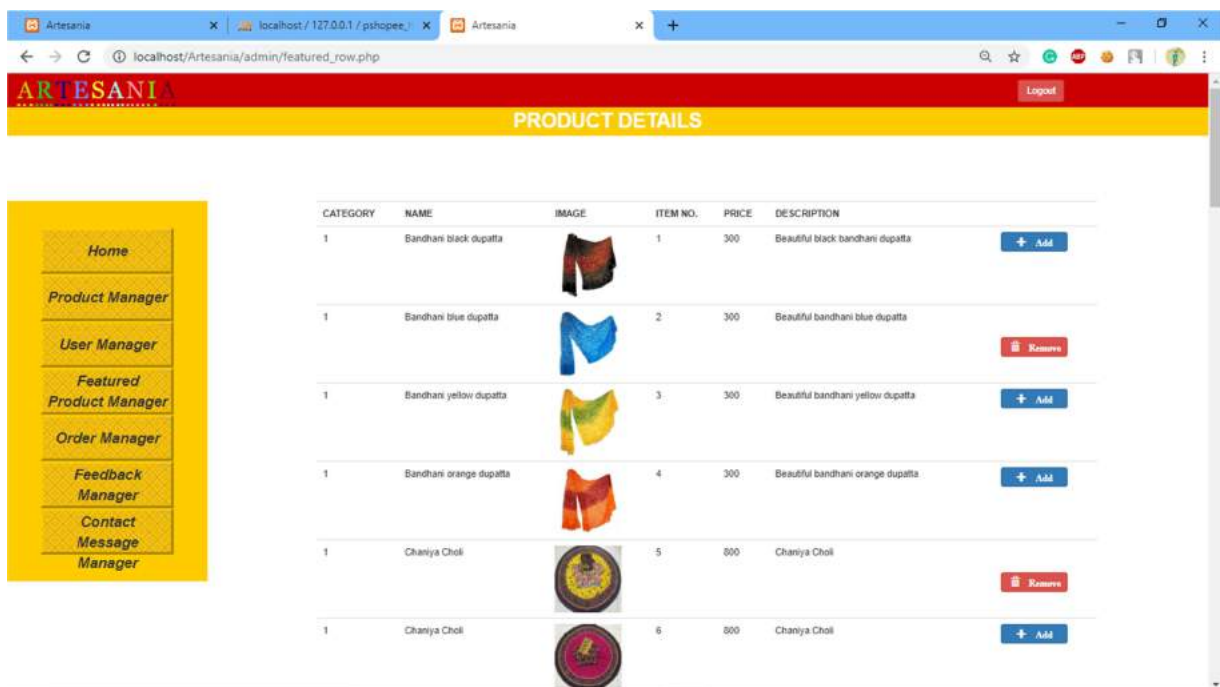 Artesania
localhost / 127.0.0.1 / pshopee_
Artesania
localhost/Artesania/admin/featured_row.php
ARTESANIA
Logout
PRODUCT DETAILS
Home
Product Manager
User Manager
Featured
Product Manager
Order Manager
Feedback
Manager
Contact
Message
Manager
CATEGORY NAME IMAGE ITEM NO. PRICE DESCRIPTION
1 Bandhani black dupatta 1 300 Beautiful black bandhani dupatta Add
1 Bandhani blue dupatta 2 300 Beautiful bandhani blue dupatta
Remove
1 Bandhani yellow dupatta 3 300 Beautiful bandhani yellow dupatta Add
1 Bandhani orange dupatta 4 300 Beautiful bandhani orange dupatta Add
1 Chaniya Choli 5 800 Chaniya Choli
Remove
1 Chaniya Choli 6 800 Chaniya Choli Add